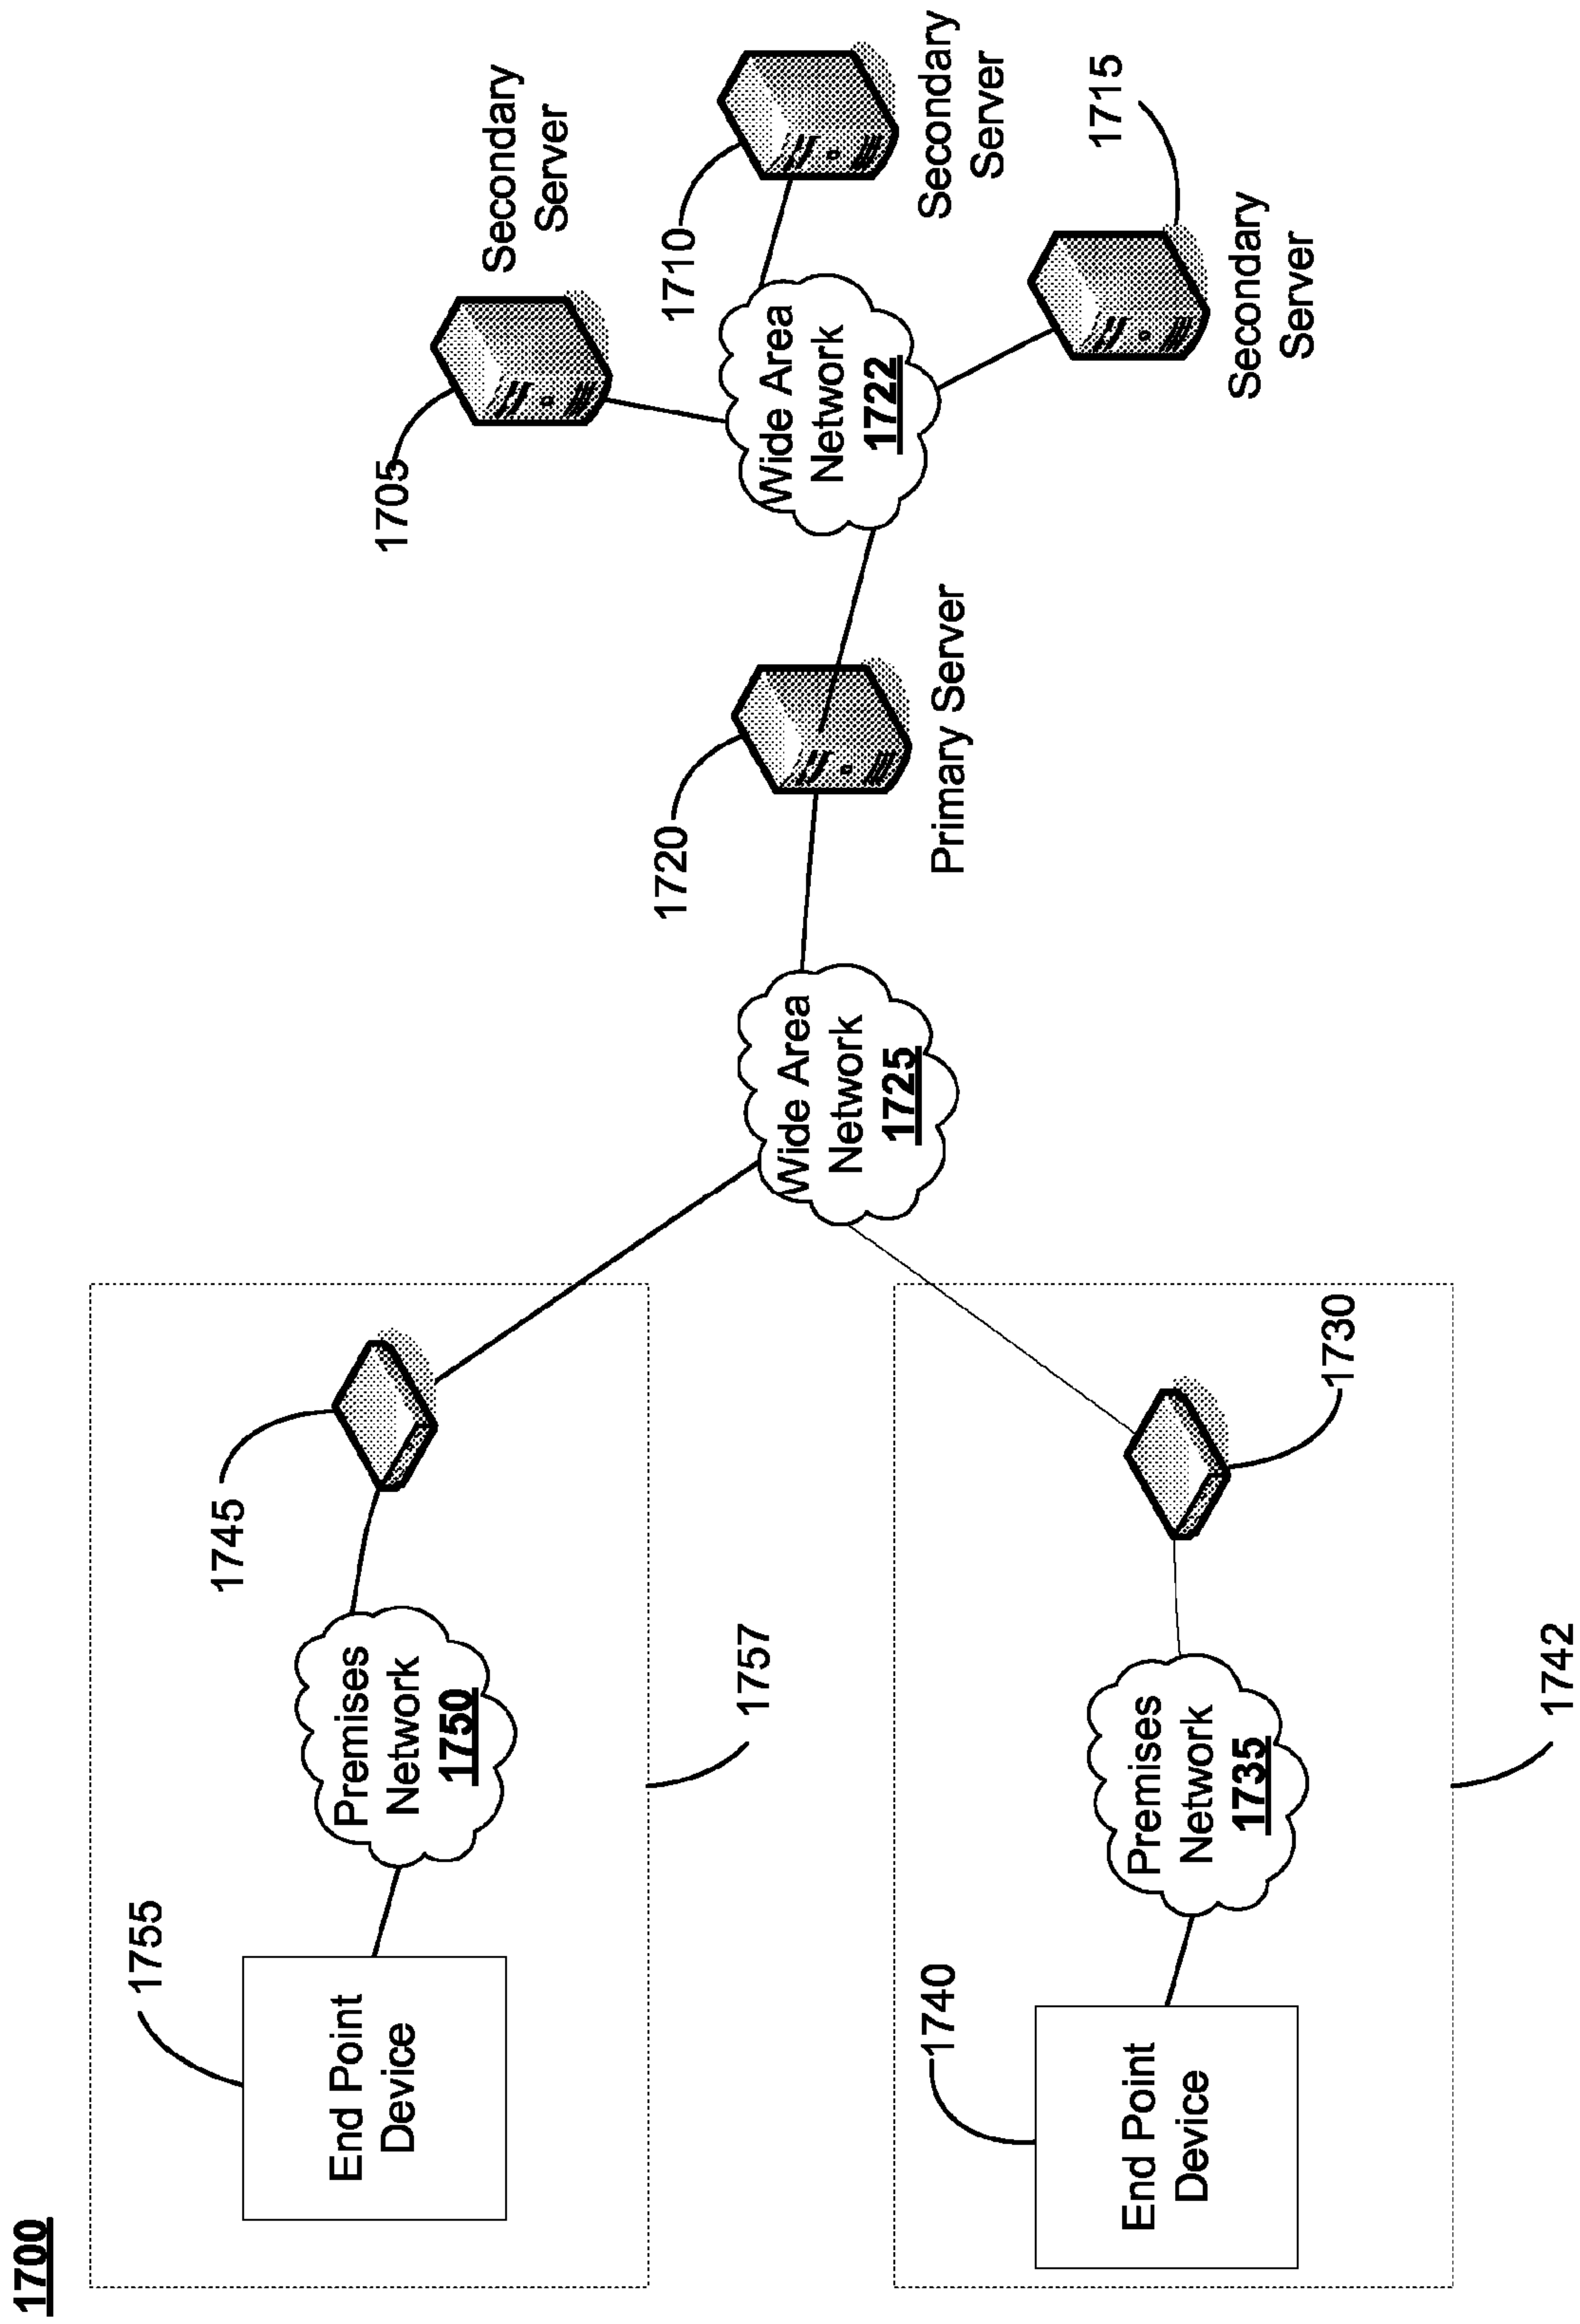 1700
1755
End Point
Device
Premises
Network
1750
1745
1757
1740
End Point
Device
Premises
Network
1735
1730
1742
Wide Area
Network
1725
1720
Primary Server
Wide Area
Network
1722
1705
Secondary
Server
1710
Secondary
Server
1715
Secondary
Server